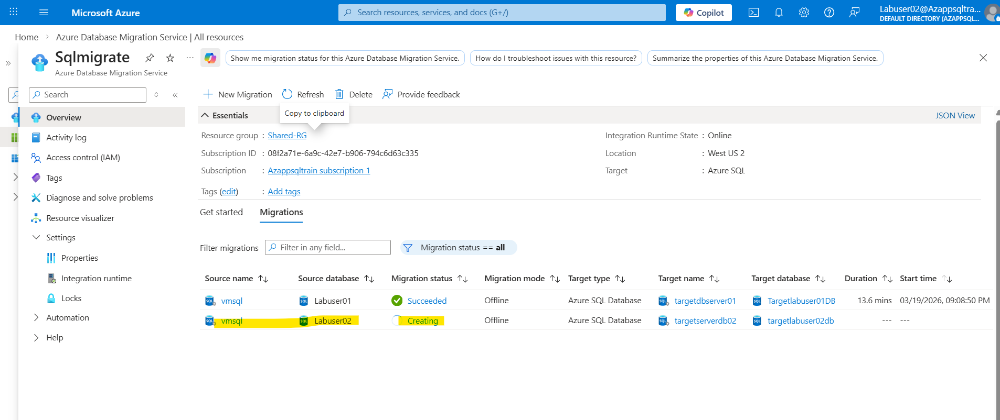 Microsoft Azure
Search resources, services, and docs (G+/)
Copilot
Labuser02@Azappsqltra...
DEFAULT DIRECTORY (AZAPPSQL...
Home > Azure Database Migration Service | All resources
Sqlmigrate
Azure Database Migration Service
Show me migration status for this Azure Database Migration Service.
How do I troubleshoot issues with this resource?
Summarize the properties of this Azure Database Migration Service.
Search
Overview
Activity log
Access control (IAM)
Tags
Diagnose and solve problems
Resource visualizer
Settings
Properties
Integration runtime
Locks
Automation
Help
New Migration Refresh Delete Provide feedback
Copy to clipboard
Essentials
JSON View
Resource group : Shared-RG
Subscription ID : 08f2a71e-6a9c-42e7-b906-794c6d63c335
Subscription : Azappsqltrain subscription 1
Tags (edit) : Add tags
Integration Runtime State : Online
Location : West US 2
Target : Azure SQL
Get started Migrations
Filter migrations Filter in any field... Migration status == all
Source name Source database Migration status Migration mode Target type Target name Target database Duration Start time
vmsql Labuser01 Succeeded Offline Azure SQL Database targetdbserver01 Targetlabuser01DB 13.6 mins 03/19/2026, 09:08:50 PM
vmsql Labuser02 Creating Offline Azure SQL Database targetserverdb02 targetlabuser02db --- ---